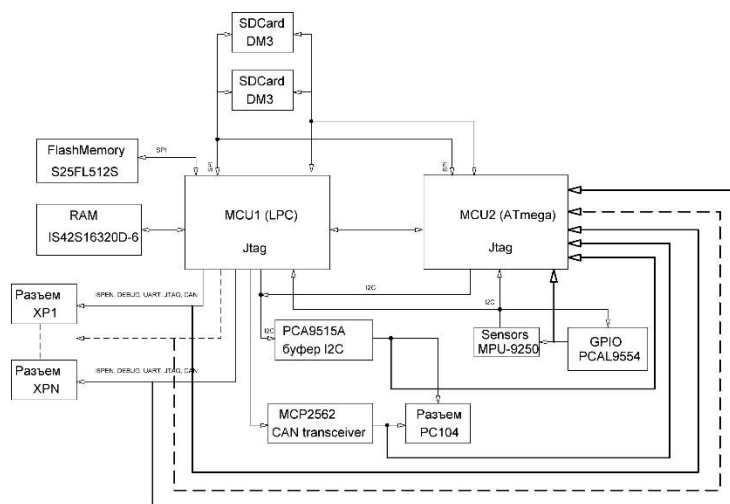 SDCard
DM3
SDCard
DM3
FlashMemory
S25FL512S
SPI
SPI
SPI
RAM
IS42S16320D-6
MCU1 (LPC)
Jtag
MCU2 (ATmega)
Jtag
I2C
I2C
Разъем
XP1
ISPEN, DEBUG, UART, JTAG, CAN
I2C
PCA9515A
буфер I2C
Sensors
MPU-9250
GPIO
PCAL9554
Разъем
XPN
ISPEN, DEBUG, UART, JTAG, CAN
MCP2562
CAN transceiver
Разъем
PC104